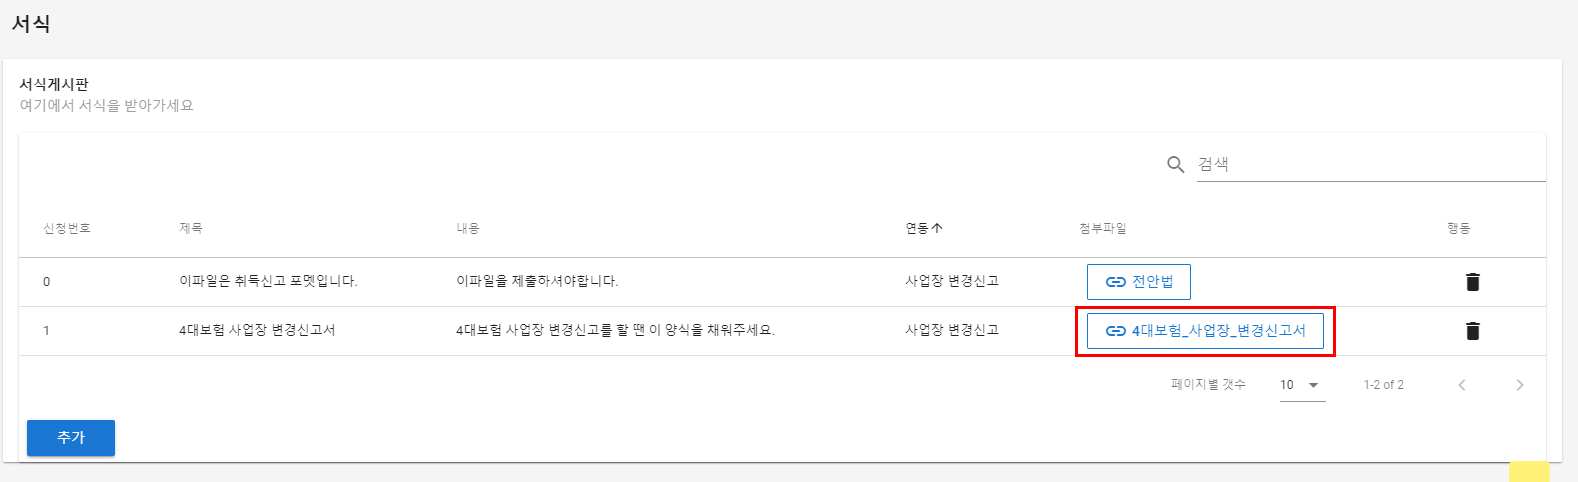 서식
서식게시판
여기에서 서식을 받아가세요
검색
신청번호 제목 내용 연동 첨부파일 행동
0 이파일은 취득신고 포멧입니다. 이파일을 제출하셔야합니다. 사업장 변경신고 전안법
1 4대보험 사업장 변경신고서 4대보험 사업장 변경신고를 할 땐 이 양식을 채워주세요. 사업장 변경신고 4대보험_사업장_변경신고서
페이지별 갯수 10 1-2 of 2
추가